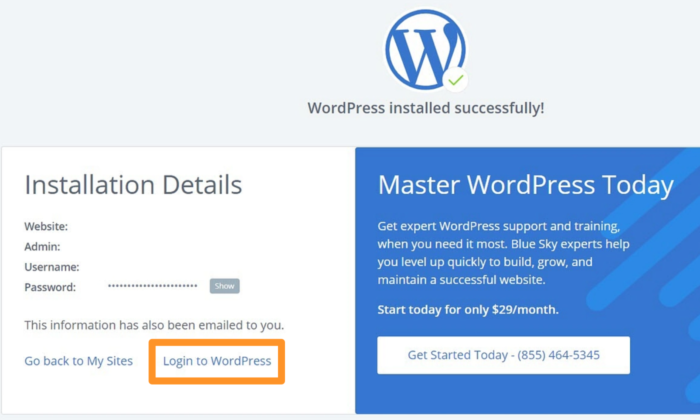 W
WordPress installed successfully!
Installation Details
Website:
Admin:
Username:
Password: ••••••••••••••••••••••• Show
This information has also been emailed to you.
Go back to My Sites
Login to WordPress
Master WordPress Today
Get expert WordPress support and training,
when you need it most. Blue Sky experts help
you level up quickly to build, grow, and
maintain a successful website.
Start today for only $29/month.
Get Started Today - (855) 464-5345